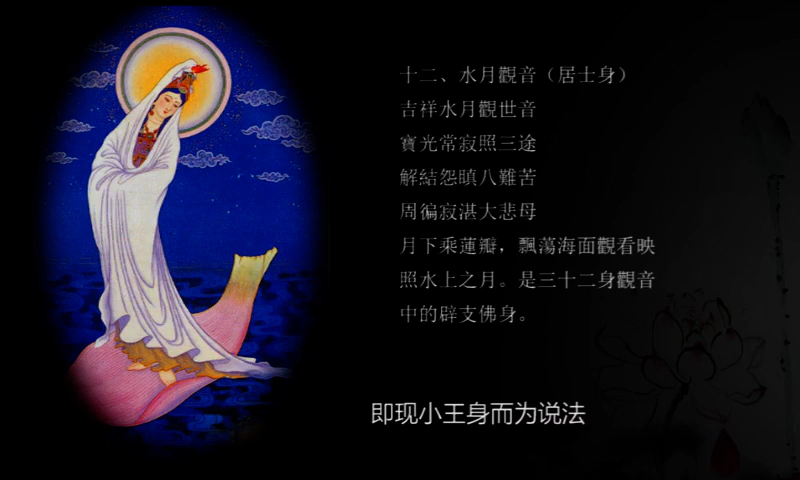 十二、水月觀音（居士身）
吉祥水月觀世音
寶光常寂照三途
解結怨瞋八難苦
周徧寂湛大悲母
月下乘蓮瓣，飄蕩海面觀看映
照水上之月。是三十二身觀音
中的辟支佛身。
即现小王身而为说法